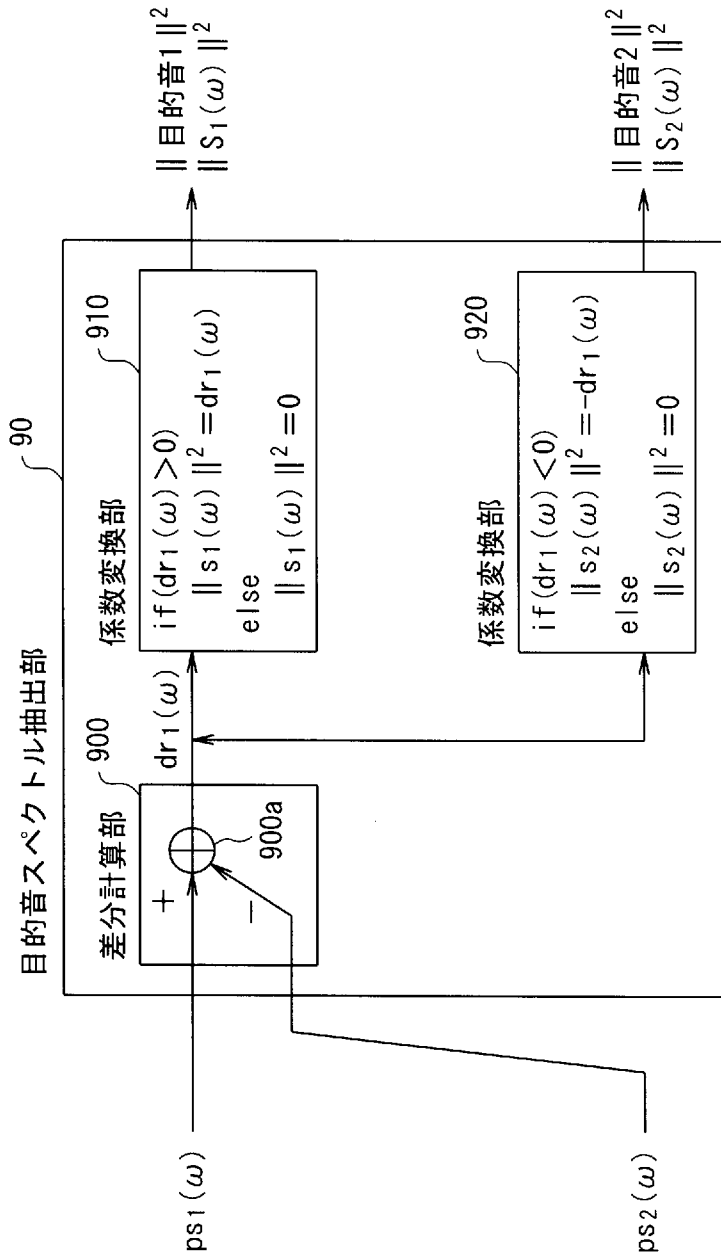 目的音スペクトル抽出部
90
差分計算部
900
+
−
900a
dr1(ω)
ps1(ω)
ps2(ω)
係数変換部
910
if(dr1(ω)>0)
‖s1(ω)‖²=dr1(ω)
else
‖s1(ω)‖²=0
‖目的音1‖²
‖S1(ω)‖²
係数変換部
920
if(dr1(ω)<0)
‖s2(ω)‖²=-dr1(ω)
else
‖s2(ω)‖²=0
‖目的音2‖²
‖S2(ω)‖²